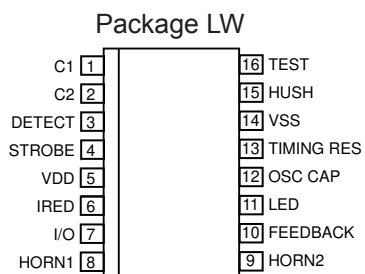 Package LW
C1 1 16 TEST
C2 2 15 HUSH
DETECT 3 14 VSS
STROBE 4 13 TIMING RES
VDD 5 12 OSC CAP
IRED 6 11 LED
I/O 7 10 FEEDBACK
HORN1 8 9 HORN2